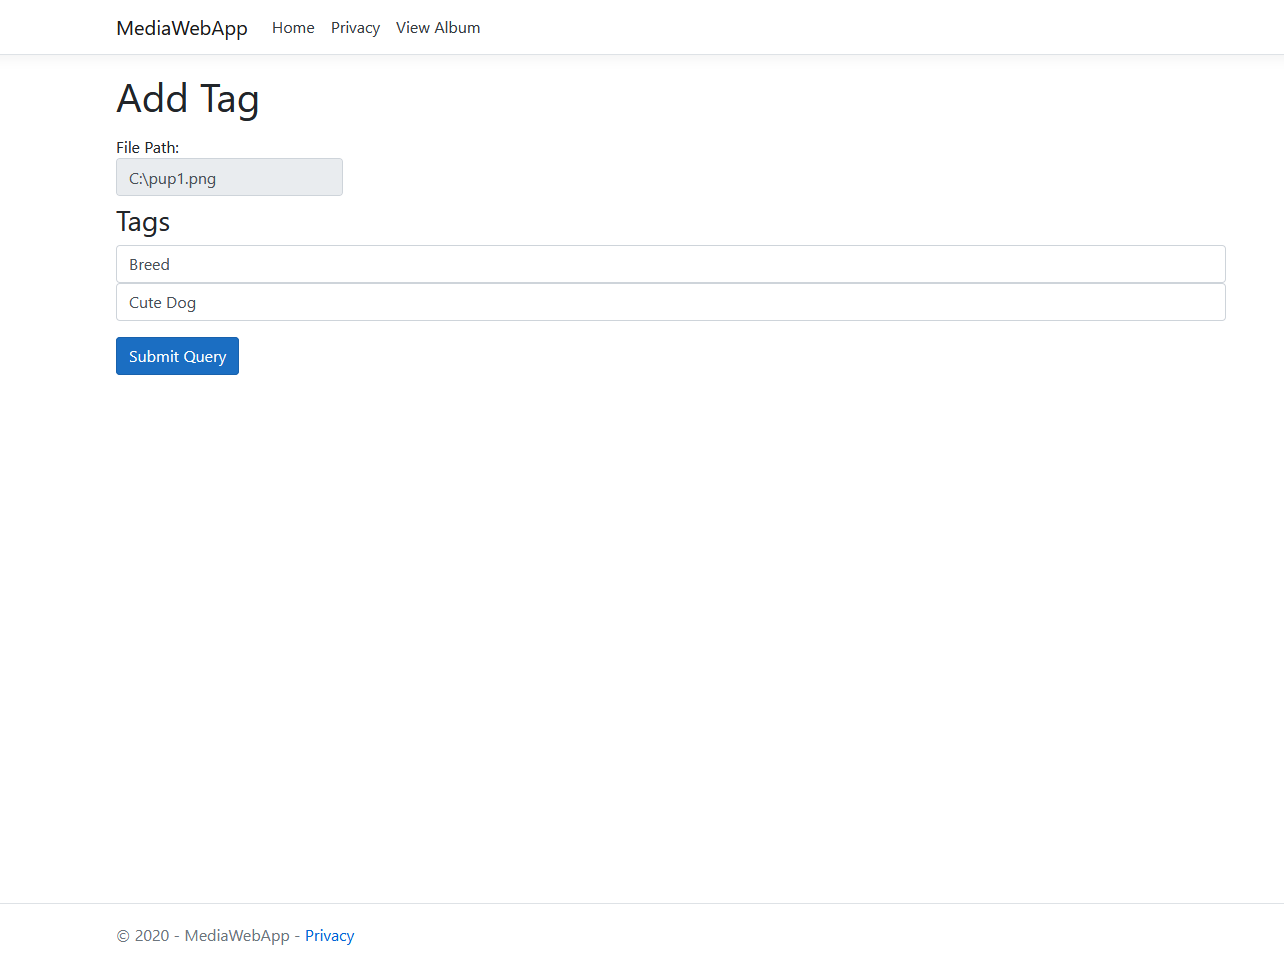 MediaWebApp Home Privacy View Album
Add Tag
File Path:
C:\pup1.png
Tags
Breed
Cute Dog
Submit Query
© 2020 - MediaWebApp - Privacy